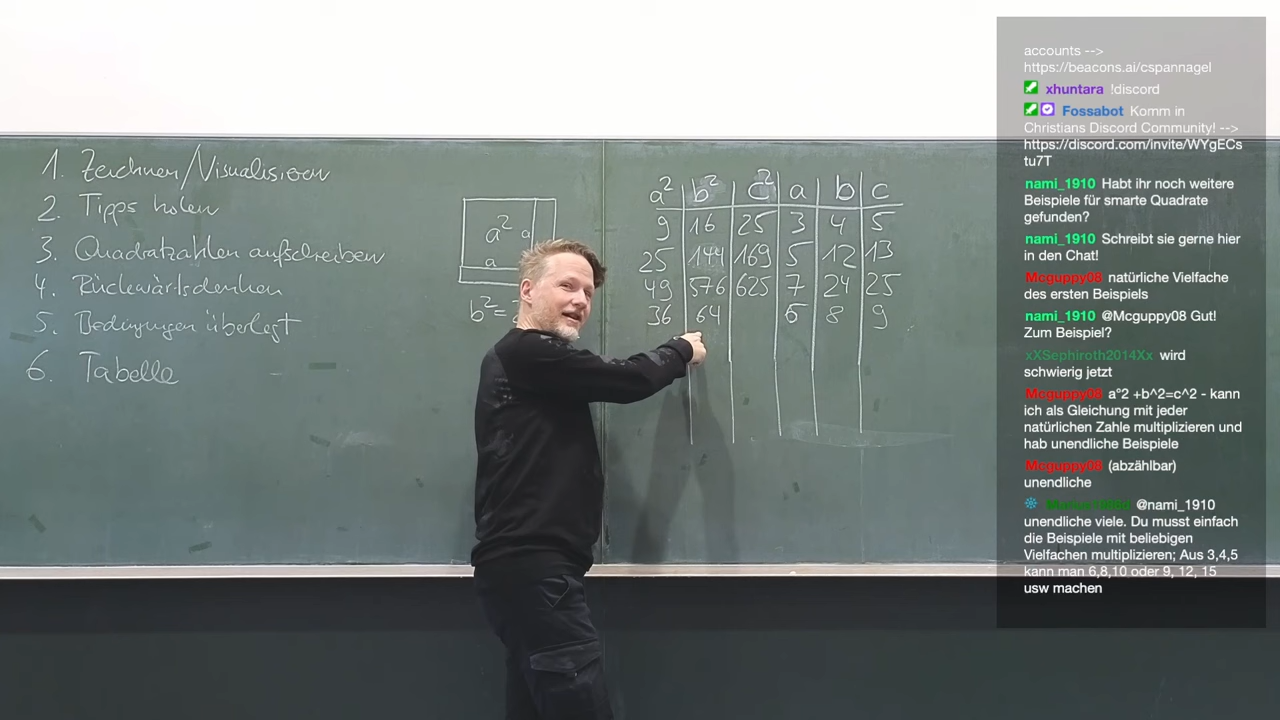 1. Zeichnen/Visualisieren
2. Tipps holen
3. Quadratzahlen aufschreiben
4. Rückwärtsdenken
5. Bedingungen überlegt
6. Tabelle
a² a
a
b²=
a² b² c² a b c
9 16 25 3 4 5
25 144 169 5 12 13
49 576 625 7 24 25
36 64 6 8 9
accounts -->
https://beacons.ai/cspannagel
xhuntara !discord
Fossabot Komm in
Christians Discord Community! -->
https://discord.com/invite/WYgECs
tu7T
nami_1910 Habt ihr noch weitere
Beispiele für smarte Quadrate
gefunden?
nami_1910 Schreibt sie gerne hier
in den Chat!
Mcguppy08 natürliche Vielfache
des ersten Beispiels
nami_1910 @Mcguppy08 Gut!
Zum Beispiel?
xXSephiroth2014Xx wird
schwierig jetzt
Mcguppy08 a°2 +b^2=c^2 - kann
ich als Gleichung mit jeder
natürlichen Zahle multiplizieren und
hab unendliche Beispiele
Mcguppy08 (abzählbar)
unendliche
@nami_1910
unendliche viele. Du musst einfach
die Beispiele mit beliebigen
Vielfachen multiplizieren; Aus 3,4,5
kann man 6,8,10 oder 9, 12, 15
usw machen